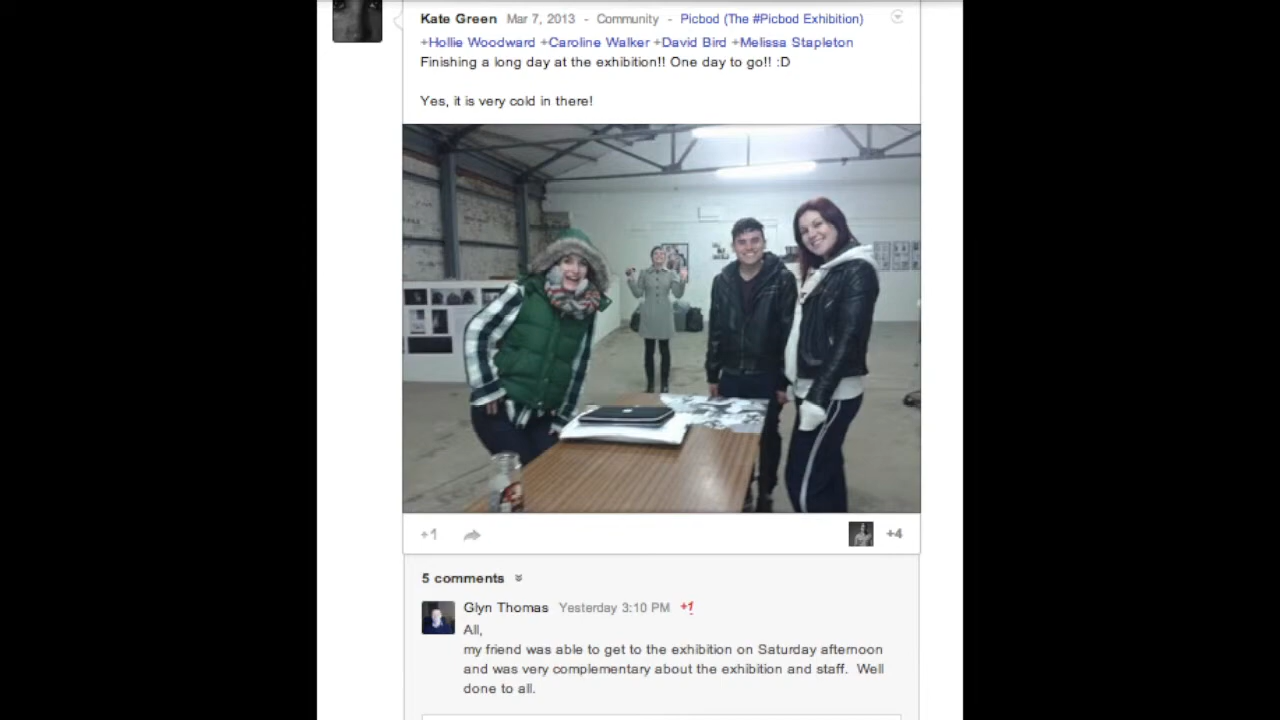 Kate Green Mar 7, 2013 - Community - Picbod (The #Picbod Exhibition)
+Hollie Woodward +Caroline Walker +David Bird +Melissa Stapleton
Finishing a long day at the exhibition!! One day to go!! :D
Yes, it is very cold in there!
+1 +4
5 comments
Glyn Thomas Yesterday 3:10 PM +1
All,
my friend was able to get to the exhibition on Saturday afternoon
and was very complementary about the exhibition and staff. Well
done to all.